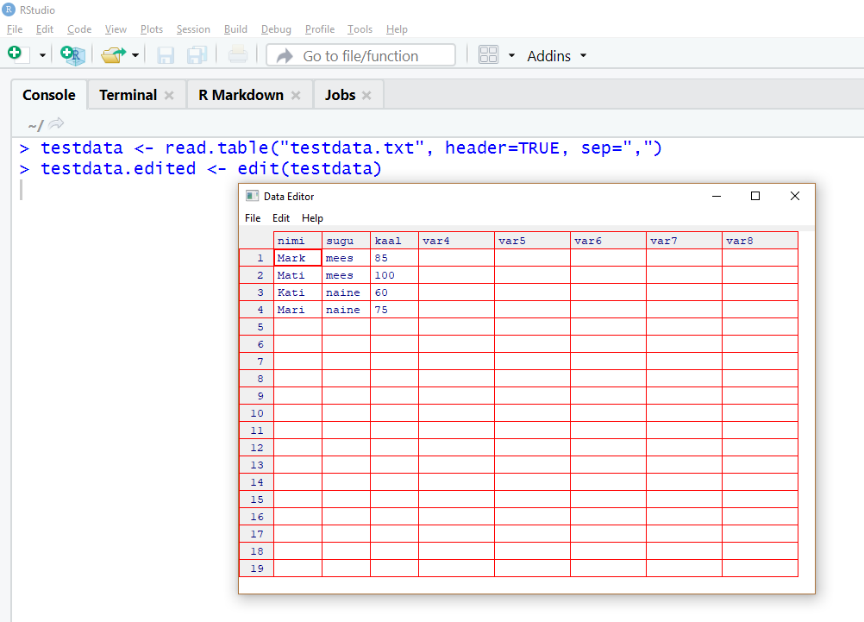 RStudio
File Edit Code View Plots Session Build Debug Profile Tools Help
R Go to file/function Addins
Console Terminal R Markdown Jobs
~/
> testdata <- read.table("testdata.txt", header=TRUE, sep=",")
> testdata.edited <- edit(testdata)
Data Editor
File Edit Help
nimi sugu kaal var4 var5 var6 var7 var8
1 Mark mees 85
2 Mati mees 100
3 Kati naine 60
4 Mari naine 75
5
6
7
8
9
10
11
12
13
14
15
16
17
18
19